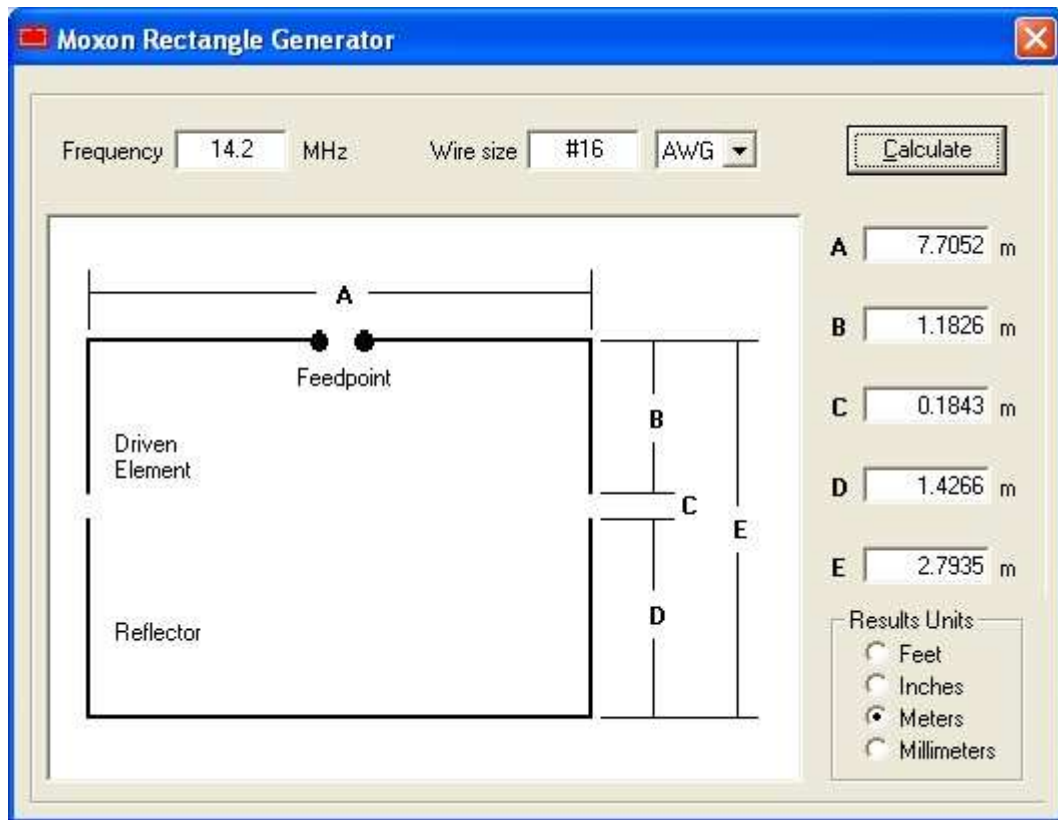 Moxon Rectangle Generator
Frequency 14.2 MHz Wire size #16 AWG Calculate
A 7.7052 m
B 1.1826 m
C 0.1843 m
D 1.4266 m
E 2.7935 m
A
Feedpoint
Driven
Element
B
C
E
D
Reflector
Results Units
Feet
Inches
Meters
Millimeters